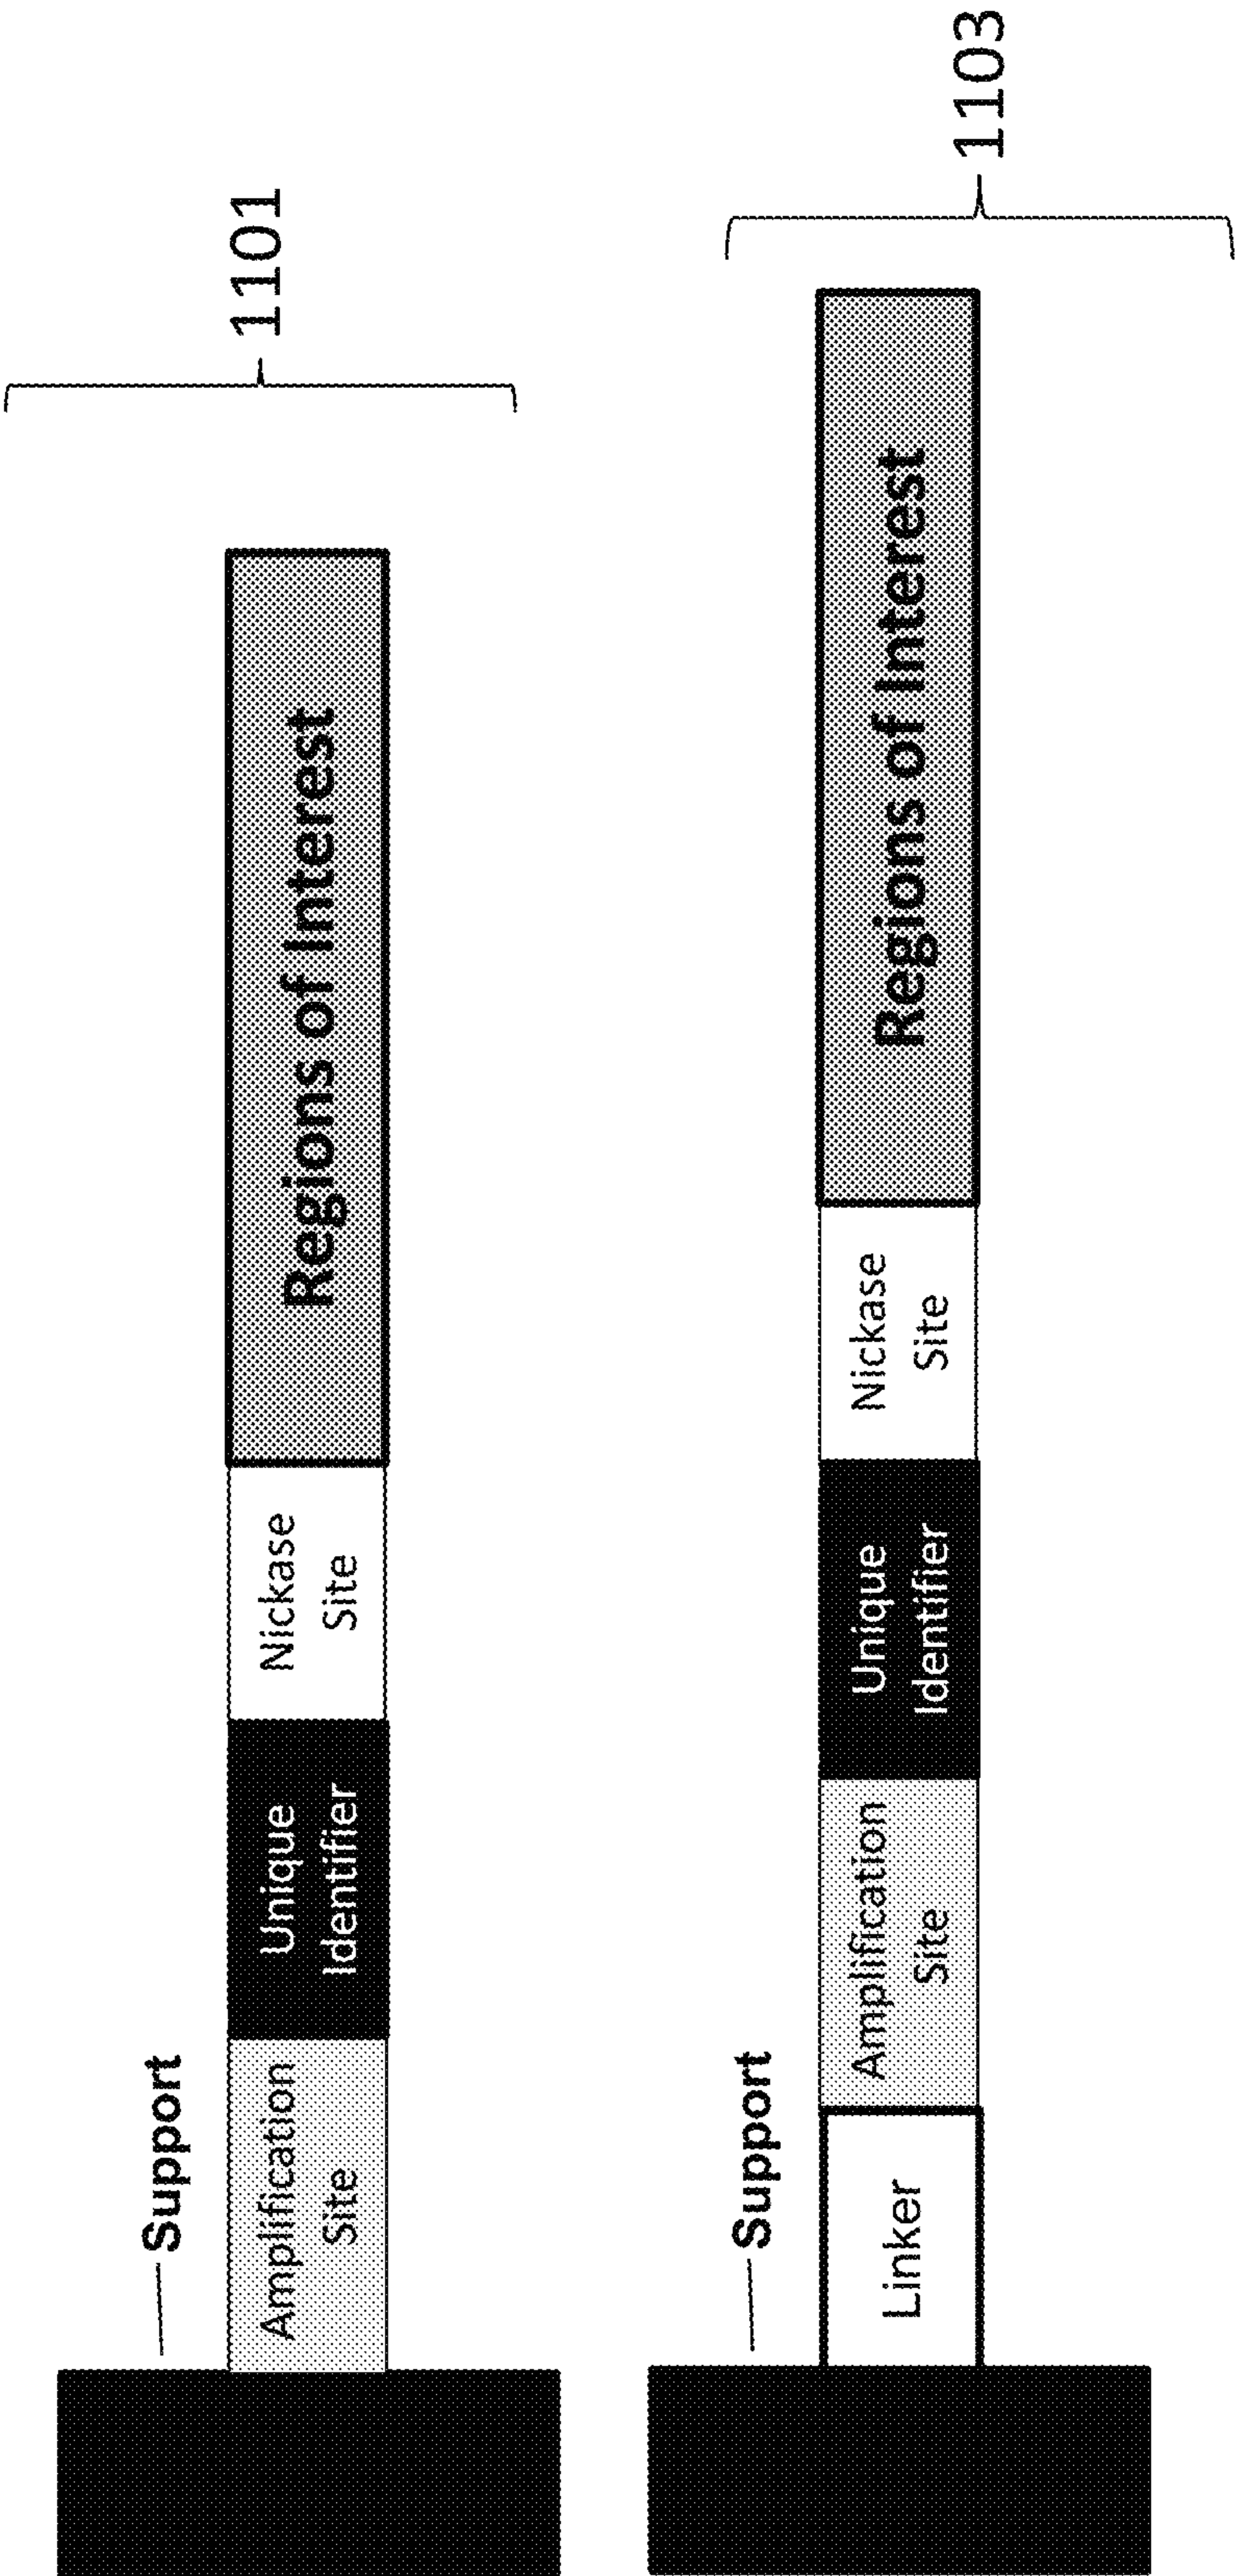 1101
Support
Amplification
Site
Unique
Identifier
Nickase
Site
Regions of Interest
1103
Support
Linker
Amplification
Site
Unique
Identifier
Nickase
Site
Regions of Interest